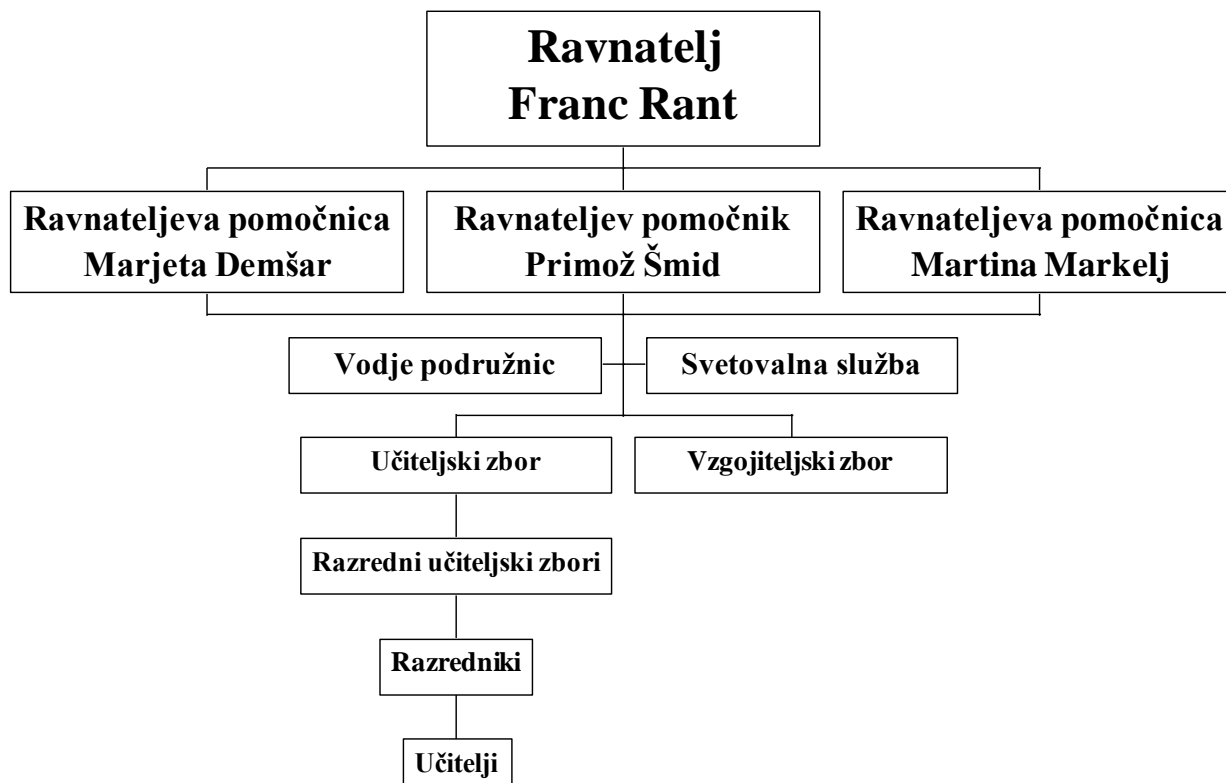 Ravnatelj
Franc Rant
Ravnateljeva pomočnica
Marjeta Demšar
Ravnateljev pomočnik
Primož Šmid
Ravnateljeva pomočnica
Martina Markelj
Vodje podružnic
Svetovalna služba
Učiteljski zbor
Vzgojiteljski zbor
Razredni učiteljski zbori
Razredniki
Učitelji